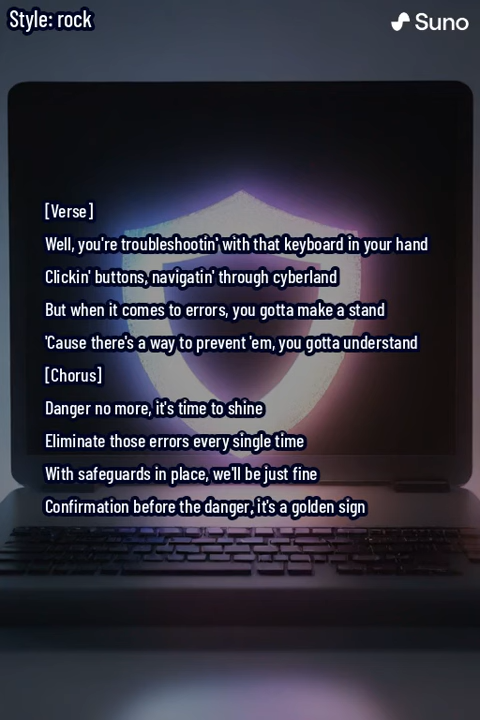 Style: rock
Suno
[Verse]
Well, you're troubleshootin' with that keyboard in your hand
Clickin' buttons, navigatin' through cyberland
But when it comes to errors, you gotta make a stand
'Cause there's a way to prevent 'em, you gotta understand
[Chorus]
Danger no more, it's time to shine
Eliminate those errors every single time
With safeguards in place, we'll be just fine
Confirmation before the danger, it's a golden sign